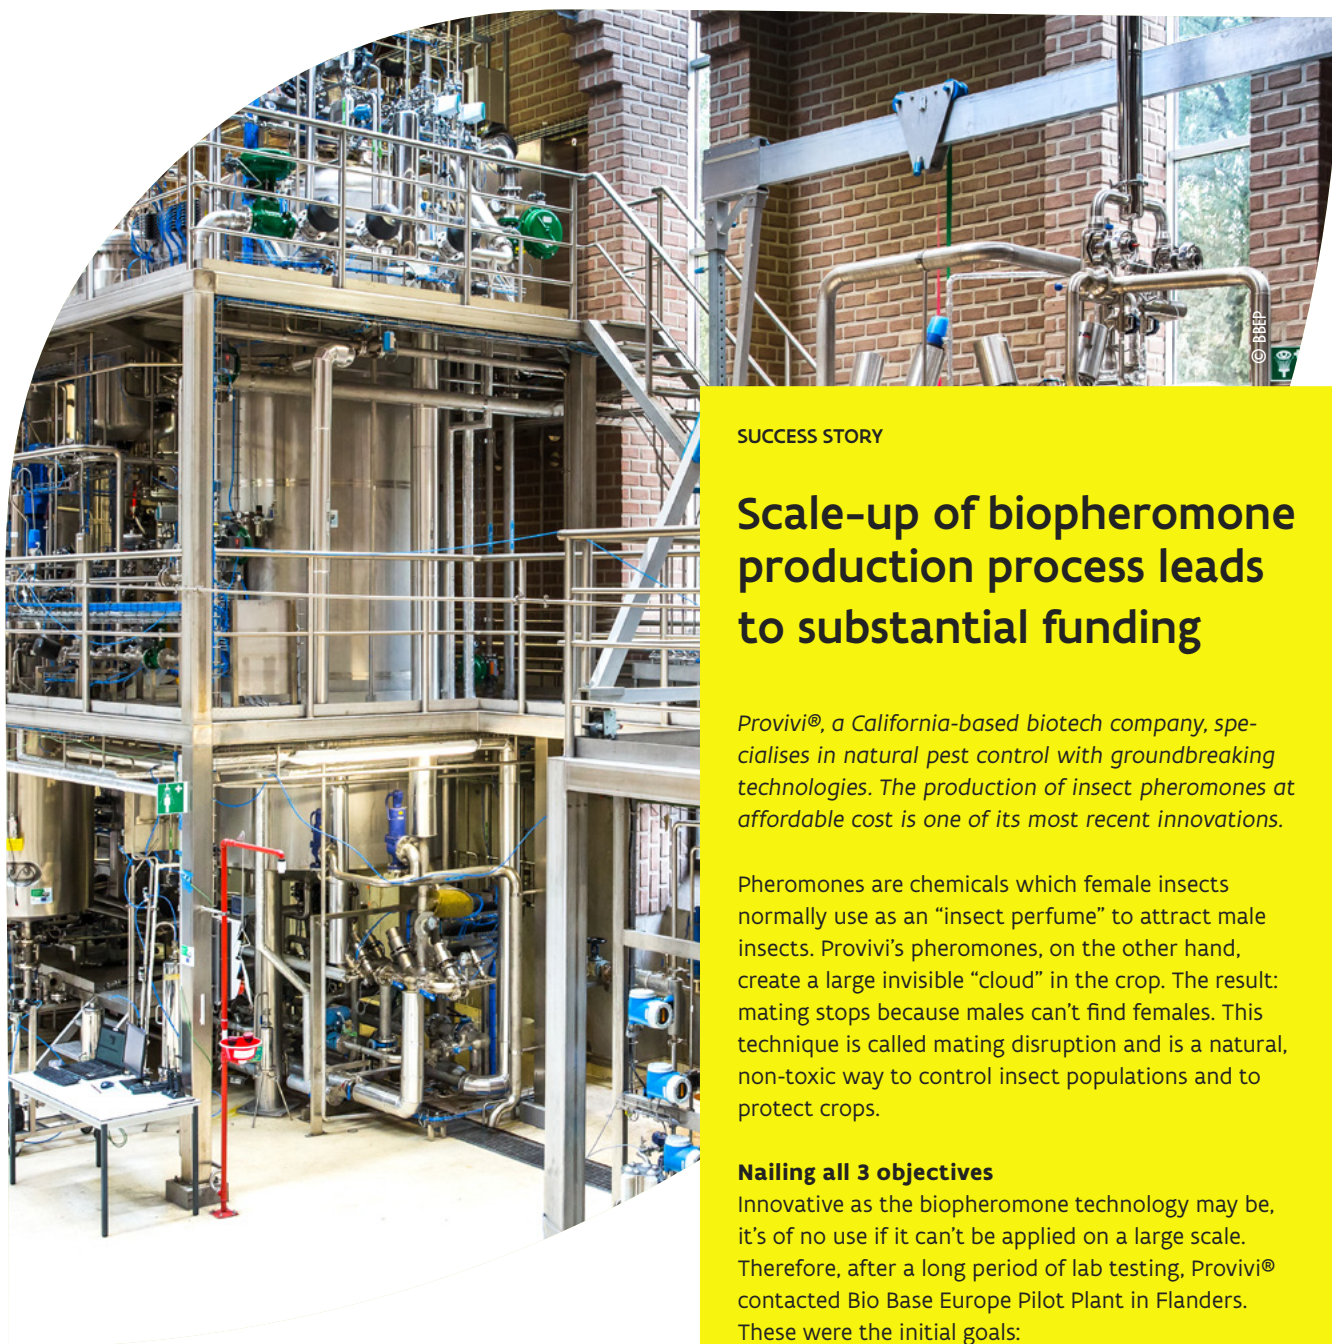 © BBEP
SUCCESS STORY
Scale-up of biopheromone
production process leads
to substantial funding
Provivi®, a California-based biotech company, spe-
cialises in natural pest control with groundbreaking
technologies. The production of insect pheromones at
affordable cost is one of its most recent innovations.
Pheromones are chemicals which female insects
normally use as an “insect perfume” to attract male
insects. Provivi’s pheromones, on the other hand,
create a large invisible “cloud” in the crop. The result:
mating stops because males can’t find females. This
technique is called mating disruption and is a natural,
non-toxic way to control insect populations and to
protect crops.
Nailing all 3 objectives
Innovative as the biopheromone technology may be,
it’s of no use if it can’t be applied on a large scale.
Therefore, after a long period of lab testing, Provivi®
contacted Bio Base Europe Pilot Plant in Flanders.
These were the initial goals: